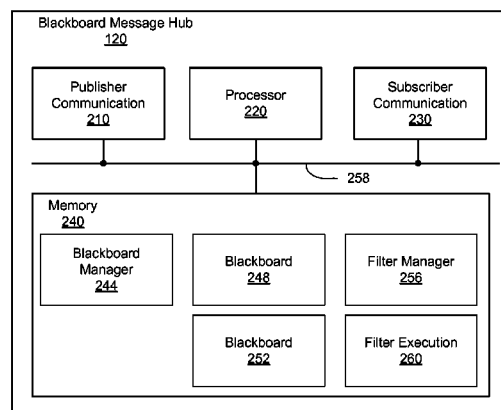 Blackboard Message Hub
120
Publisher
Communication
210
Processor
220
Subscriber
Communication
230
258
Memory
240
Blackboard
Manager
244
Blackboard
248
Filter Manager
256
Blackboard
252
Filter Execution
260